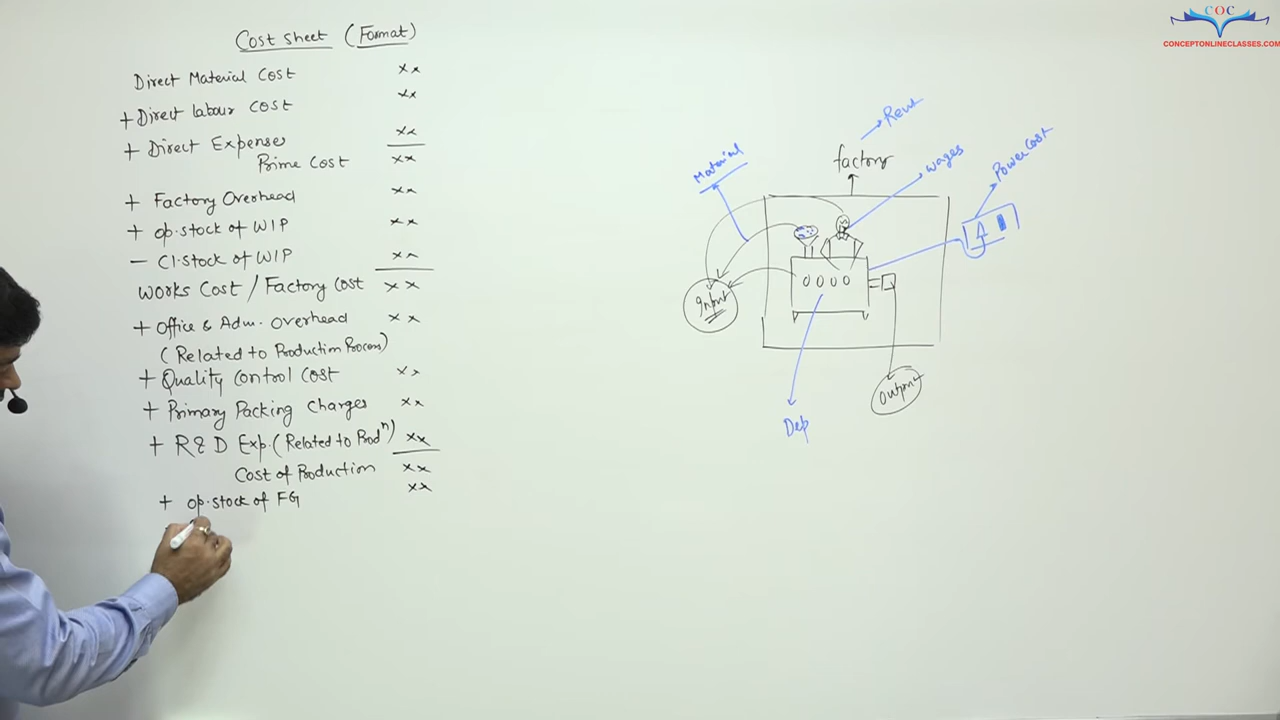 COC
CONCEPTONLINECLASSES.COM
Cost Sheet (Format)
Direct Material Cost xx
+ Direct labour cost xx
+ Direct Expenses xx
Prime Cost xx
+ Factory Overhead xx
+ op.stock of WIP xx
- Cl.stock of WIP xx
Works Cost / Factory Cost xx
+ Office & Adm. Overhead xx
(Related to Production Process)
+ Quality Control Cost xx
+ Primary Packing Charges xx
+ R & D Exp. (Related to Prodⁿ) xx
Cost of Production xx
+ op.stock of FG xx
Rent
factory
Material
wages
Power cost
Input
Output
Dep